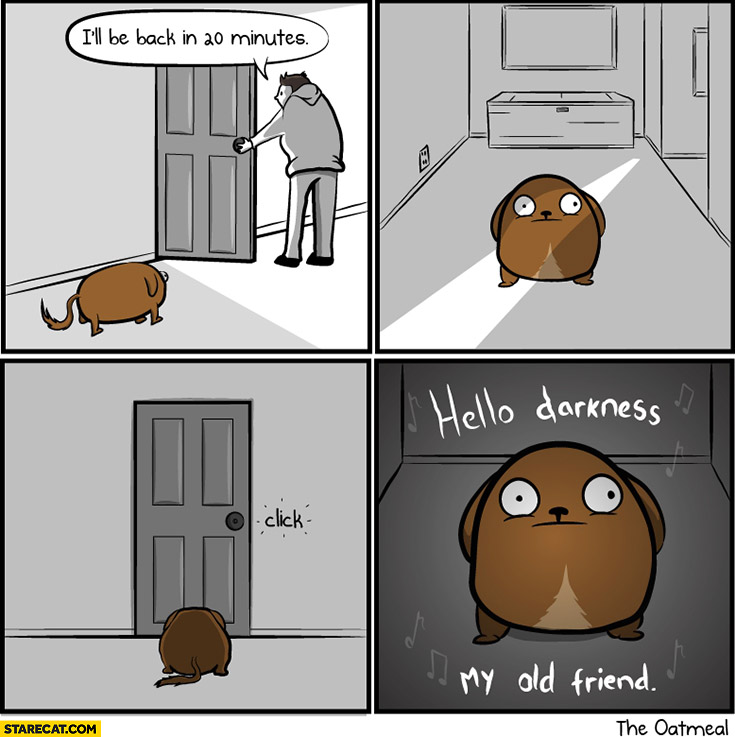 I'll be back in 20 minutes.
click
Hello darkness
My old friend.
STARECAT.COM
The Oatmeal